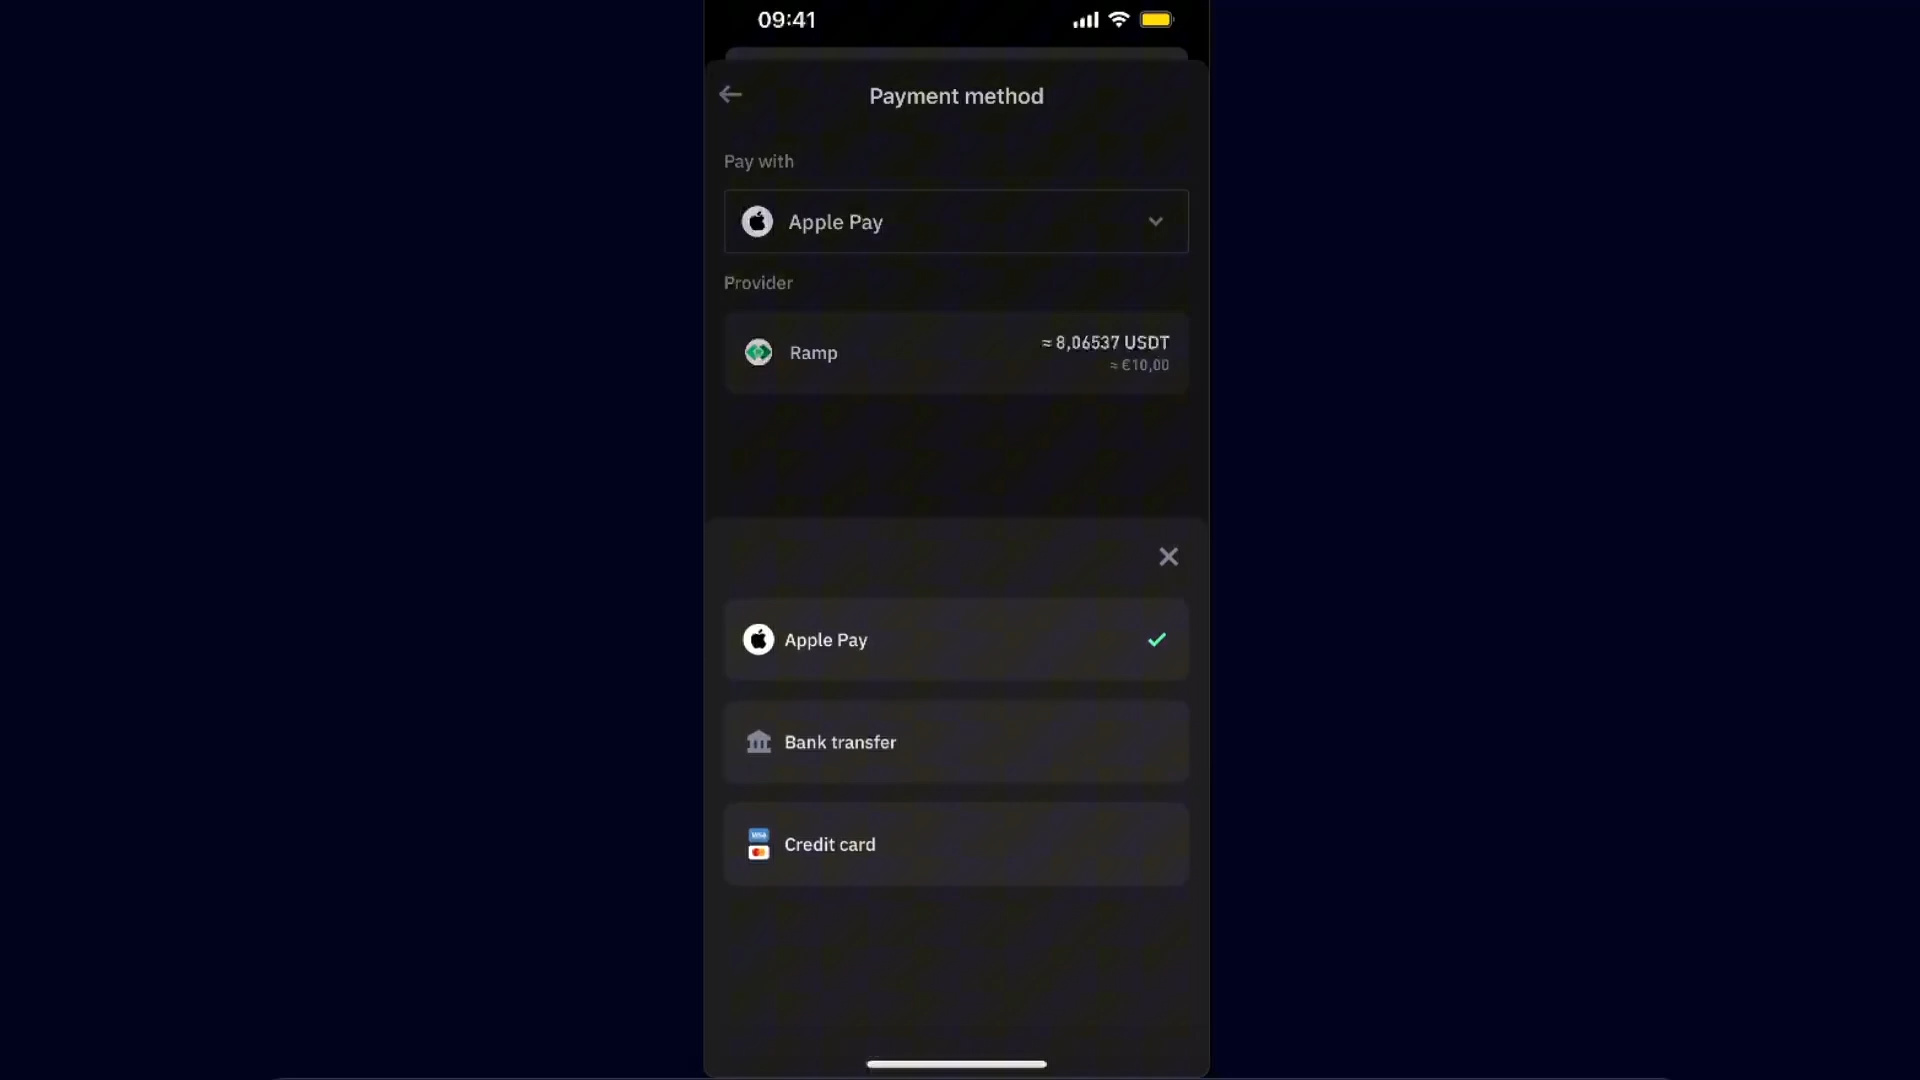 09:41
Payment method
Pay with
Apple Pay
Provider
Ramp
≈ 8,06537 USDT
≈ €10,00
Apple Pay
Bank transfer
VISA
Credit card